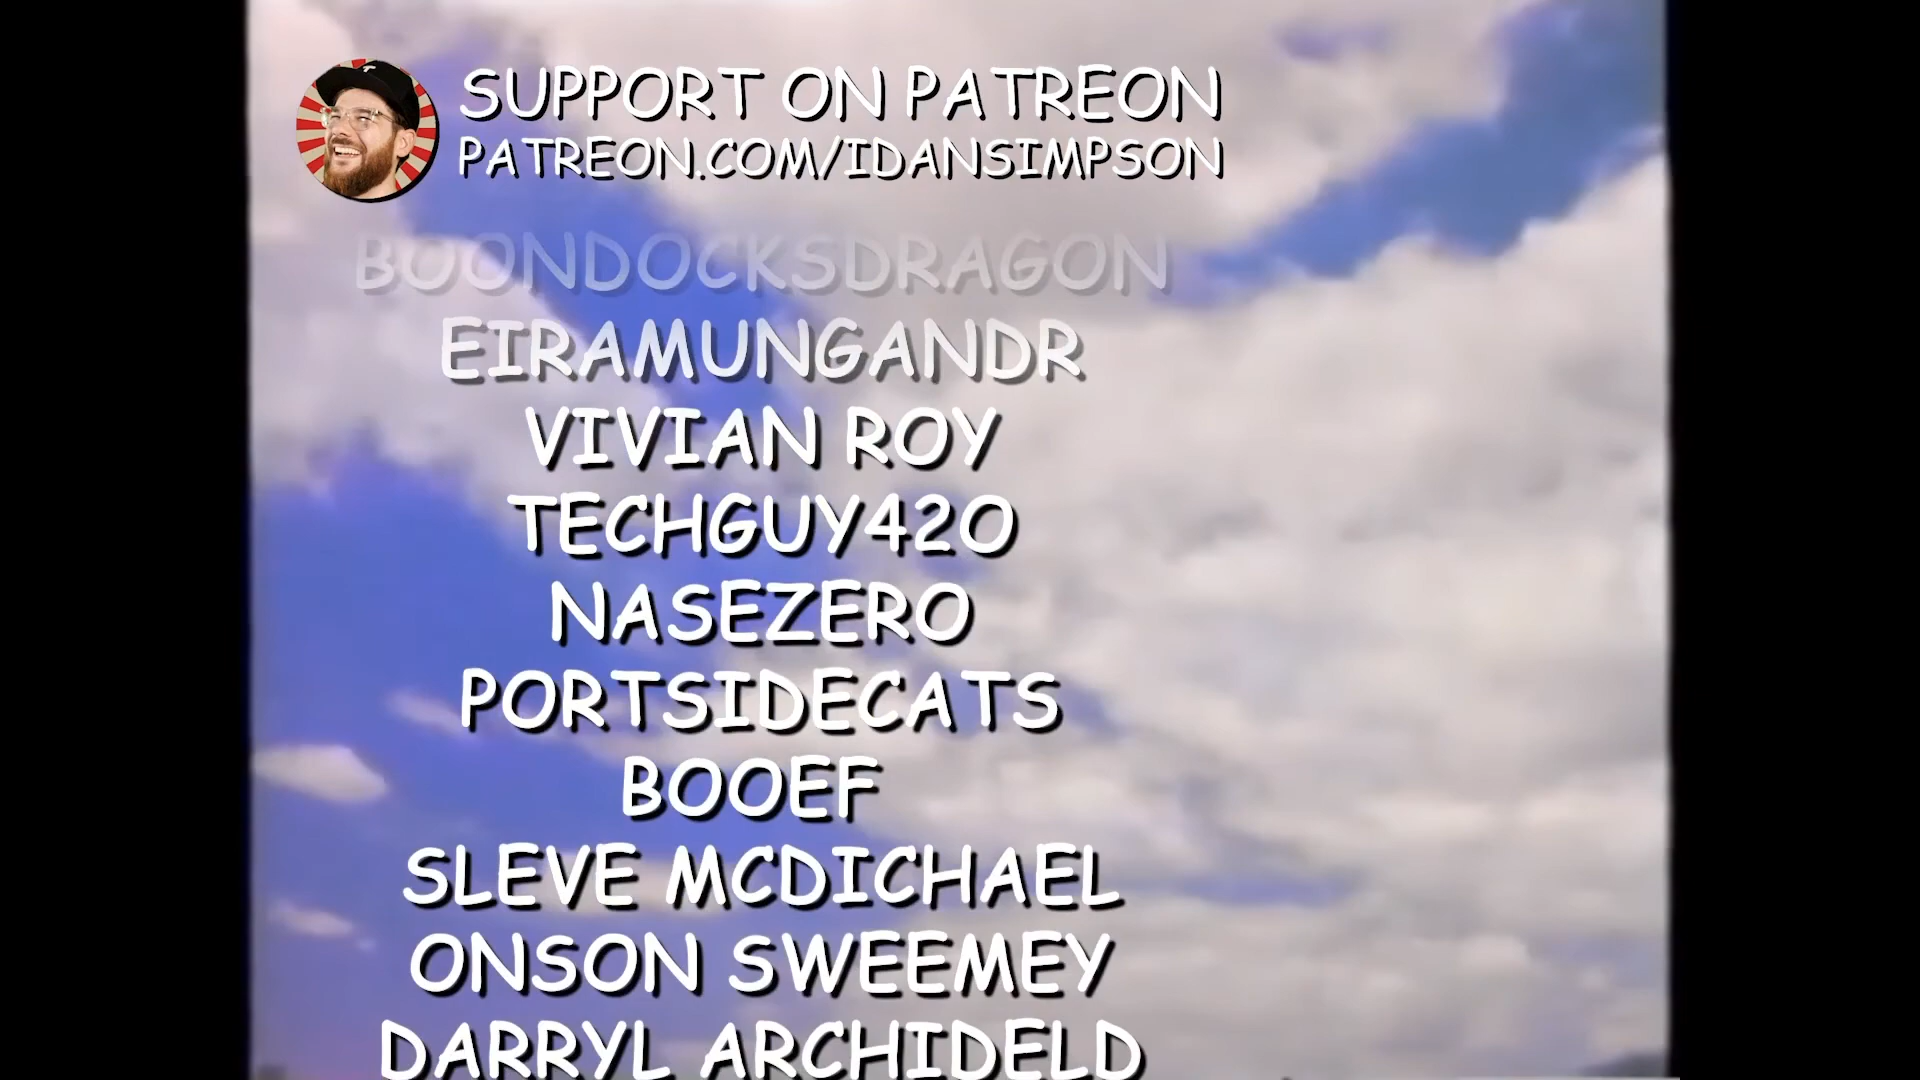 SUPPORT ON PATREON
PATREON.COM/IDANSIMPSON
BOONDOCKSDRAGON
EIRAMUNGANDR
VIVIAN ROY
TECHGUY420
NASEZERO
PORTSIDECATS
BOOEF
SLEVE MCDICHAEL
ONSON SWEEMEY
DARRYL ARCHIDELD